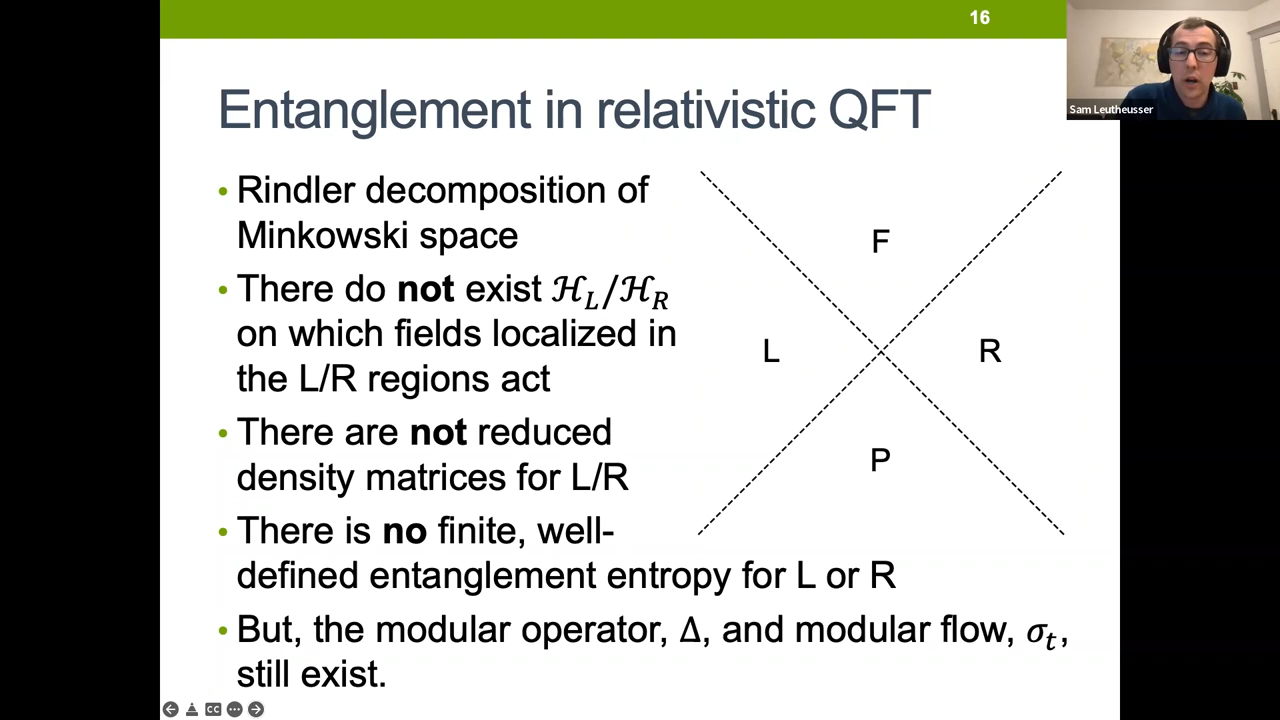 16
Sam Leutheusser
Entanglement in relativistic QFT
• Rindler decomposition of
Minkowski space
• There do not exist ℋ_L/ℋ_R
on which fields localized in
the L/R regions act
• There are not reduced
density matrices for L/R
• There is no finite, well-
defined entanglement entropy for L or R
• But, the modular operator, Δ, and modular flow, σ_t,
still exist.
F
L
R
P
CC